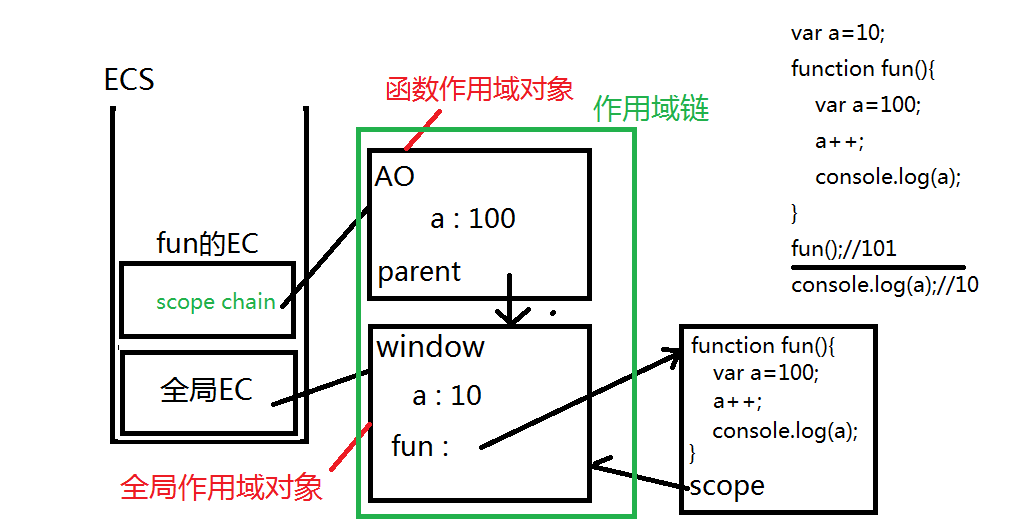 ECS
fun的EC
scope chain
全局EC
函数作用域对象
作用域链
AO
a : 100
parent
window
a : 10
fun :
全局作用域对象
var a=10;
function fun(){
var a=100;
a++;
console.log(a);
}
fun();//101
console.log(a);//10
function fun(){
var a=100;
a++;
console.log(a);
}
scope